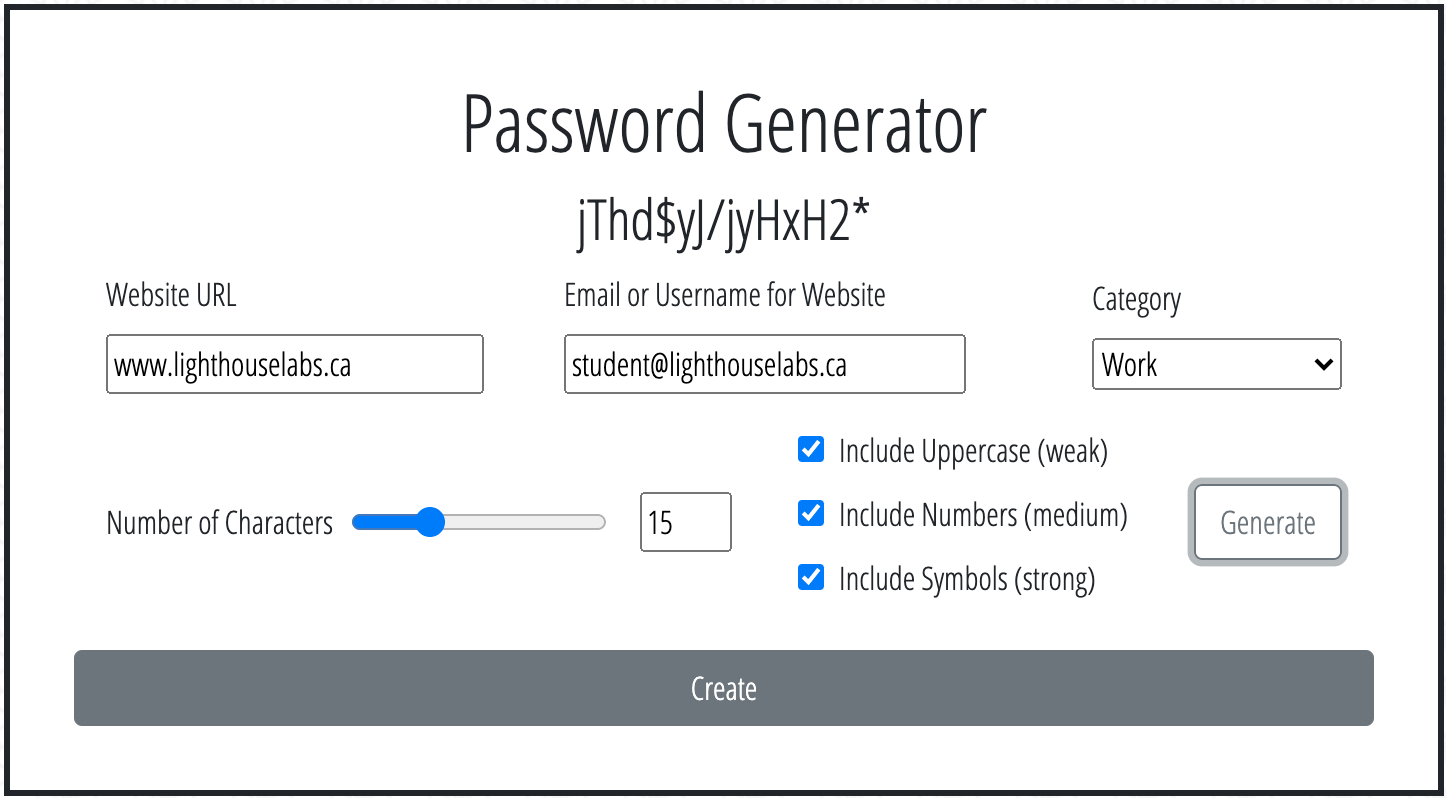 Password Generator
jThd$yJ/jyHxH2*
Website URL
Email or Username for Website
Category
www.lighthouselabs.ca
student@lighthouselabs.ca
Work
Include Uppercase (weak)
Number of Characters
15
Include Numbers (medium)
Generate
Include Symbols (strong)
Create